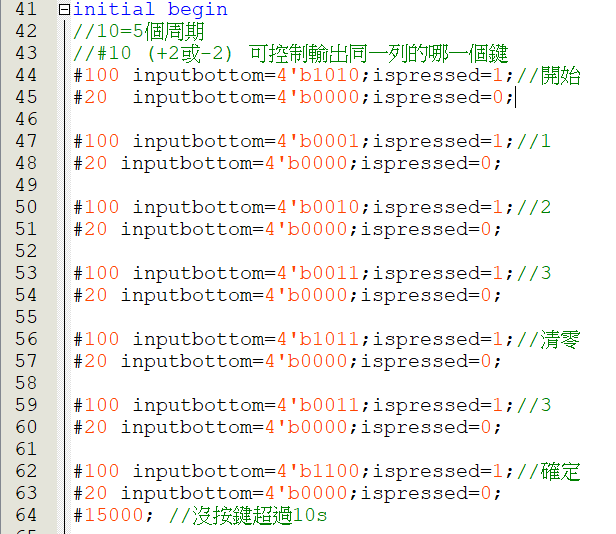 41 initial begin
42 //10=5個周期
43 //#10 (+2或-2) 可控制輸出同一列的哪一個鍵
44 #100 inputbottom=4'b1010;ispressed=1;//開始
45 #20  inputbottom=4'b0000;ispressed=0;
46
47 #100 inputbottom=4'b0001;ispressed=1;//1
48 #20 inputbottom=4'b0000;ispressed=0;
49
50 #100 inputbottom=4'b0010;ispressed=1;//2
51 #20 inputbottom=4'b0000;ispressed=0;
52
53 #100 inputbottom=4'b0011;ispressed=1;//3
54 #20 inputbottom=4'b0000;ispressed=0;
55
56 #100 inputbottom=4'b1011;ispressed=1;//清零
57 #20 inputbottom=4'b0000;ispressed=0;
58
59 #100 inputbottom=4'b0011;ispressed=1;//3
60 #20 inputbottom=4'b0000;ispressed=0;
61
62 #100 inputbottom=4'b1100;ispressed=1;//確定
63 #20 inputbottom=4'b0000;ispressed=0;
64 #15000; //沒按鍵超過10s